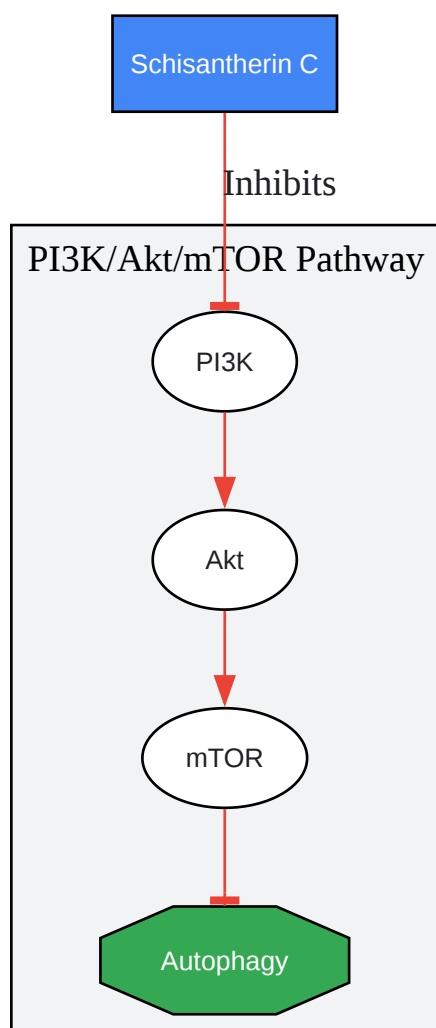 Schisantherin C
Inhibits
PI3K/Akt/mTOR Pathway
PI3K
Akt
mTOR
Autophagy